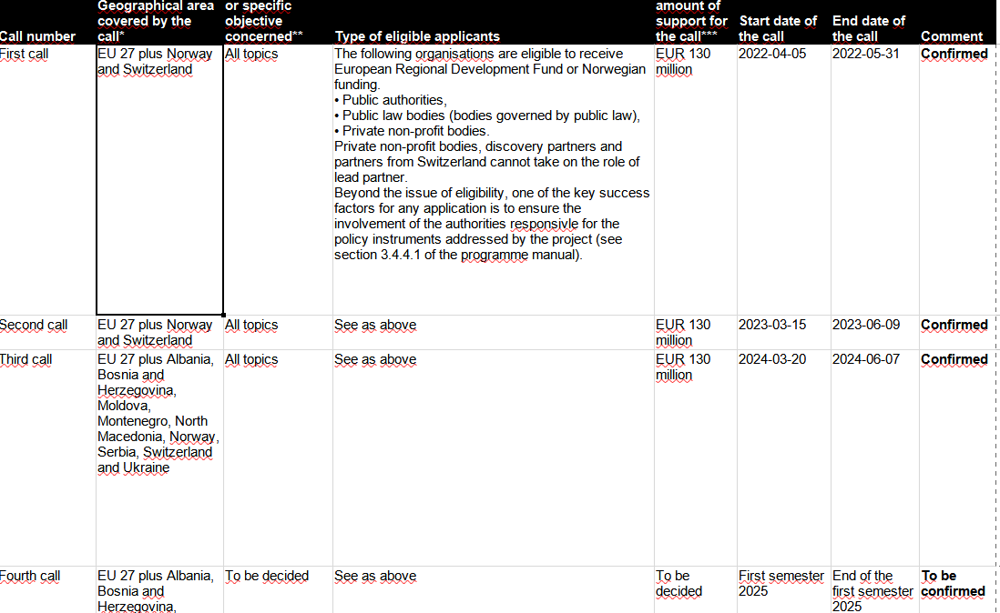 Geographical area
covered by the
call*
or specific
objective
concerned**
amount of
support for
the call***
Start date of
the call
End date of
the call
Call number
Type of eligible applicants
Comment
First call
EU 27 plus Norway
and Switzerland
All topics
The following organisations are eligible to receive
European Regional Development Fund or Norwegian
funding.
• Public authorities,
• Public law bodies (bodies governed by public law),
• Private non-profit bodies.
Private non-profit bodies, discovery partners and
partners from Switzerland cannot take on the role of
lead partner.
Beyond the issue of eligibility, one of the key success
factors for any application is to ensure the
involvement of the authorities responsivle for the
policy instruments addressed by the project (see
section 3.4.4.1 of the programme manual).
EUR 130
million
2022-04-05
2022-05-31
Confirmed
Second call
EU 27 plus Norway
and Switzerland
All topics
See as above
EUR 130
million
2023-03-15
2023-06-09
Confirmed
Third call
EU 27 plus Albania,
Bosnia and
Herzegovina,
Moldova,
Montenegro, North
Macedonia, Norway,
Serbia, Switzerland
and Ukraine
All topics
See as above
EUR 130
million
2024-03-20
2024-06-07
Confirmed
Fourth call
EU 27 plus Albania,
Bosnia and
Herzegovina,
To be decided
See as above
To be
decided
First semester
2025
End of the
first semester
2025
To be
confirmed